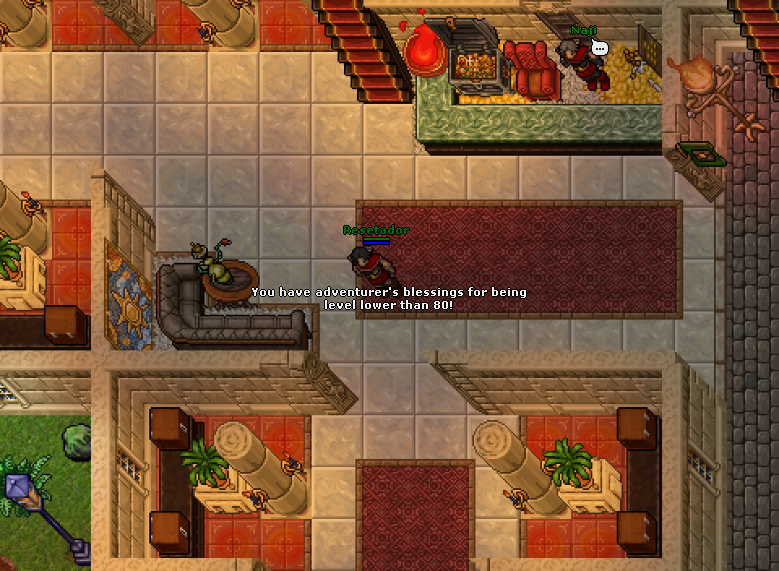 Naji
...
Resetador
You have adventurer's blessings for being
level lower than 80!